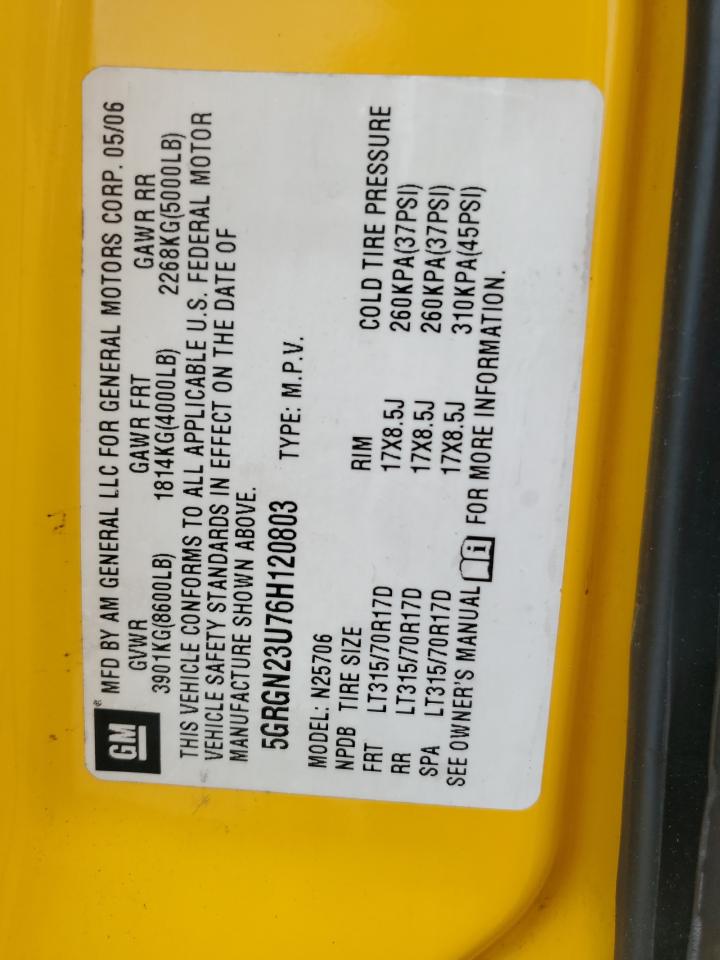 GM® MFD BY AM GENERAL LLC FOR GENERAL MOTORS CORP. 05/06
GVWR GAWR FRT GAWR RR
3901KG(8600LB) 1814KG(4000LB) 2268KG(5000LB)
THIS VEHICLE CONFORMS TO ALL APPLICABLE U.S. FEDERAL MOTOR
VEHICLE SAFETY STANDARDS IN EFFECT ON THE DATE OF
MANUFACTURE SHOWN ABOVE.
5GRGN23U76H120803 TYPE: M.P.V.
MODEL: N25706
NPDB TIRE SIZE RIM COLD TIRE PRESSURE
FRT LT315/70R17D 17X8.5J 260KPA(37PSI)
RR LT315/70R17D 17X8.5J 260KPA(37PSI)
SPA LT315/70R17D 17X8.5J 310KPA(45PSI)
SEE OWNER'S MANUAL i FOR MORE INFORMATION.